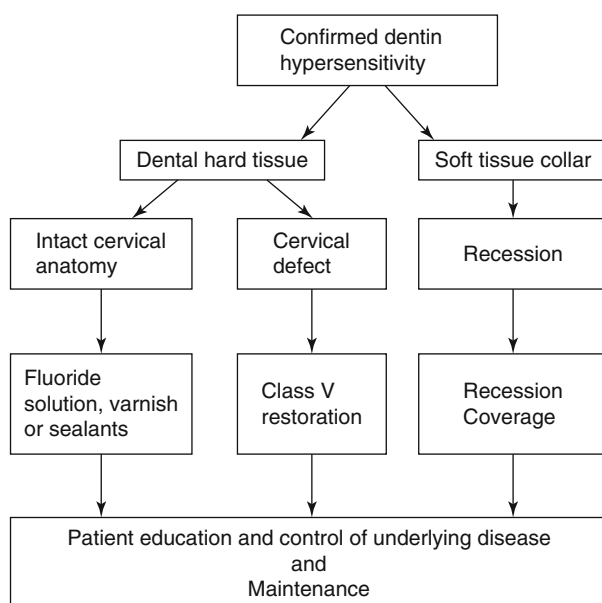 Confirmed dentin
hypersensitivity
Dental hard tissue
Soft tissue collar
Intact cervical
anatomy
Cervical
defect
Recession
Fluoride
solution, varnish
or sealants
Class V
restoration
Recession
Coverage
Patient education and control of underlying disease
and
Maintenance